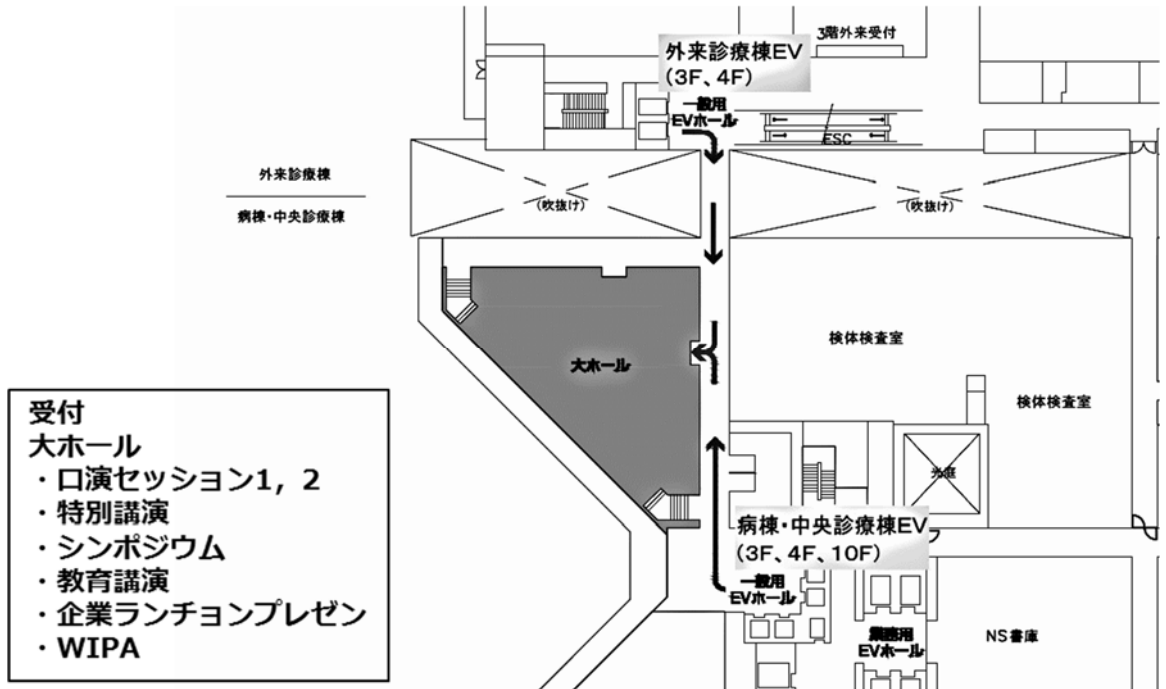 3階外来受付
外来診療棟EV
(3F、4F)
一般用
EVホール
ESC
外来診療棟
病棟・中央診療棟
(吹抜け)
(吹抜け)
大ホール
検体検査室
検体検査室
光庭
病棟・中央診療棟EV
(3F、4F、10F)
一般用
EVホール
業務用
EVホール
NS書庫
受付
大ホール
・口演セッション1, 2
・特別講演
・シンポジウム
・教育講演
・企業ランチョンプレゼン
・WIPA